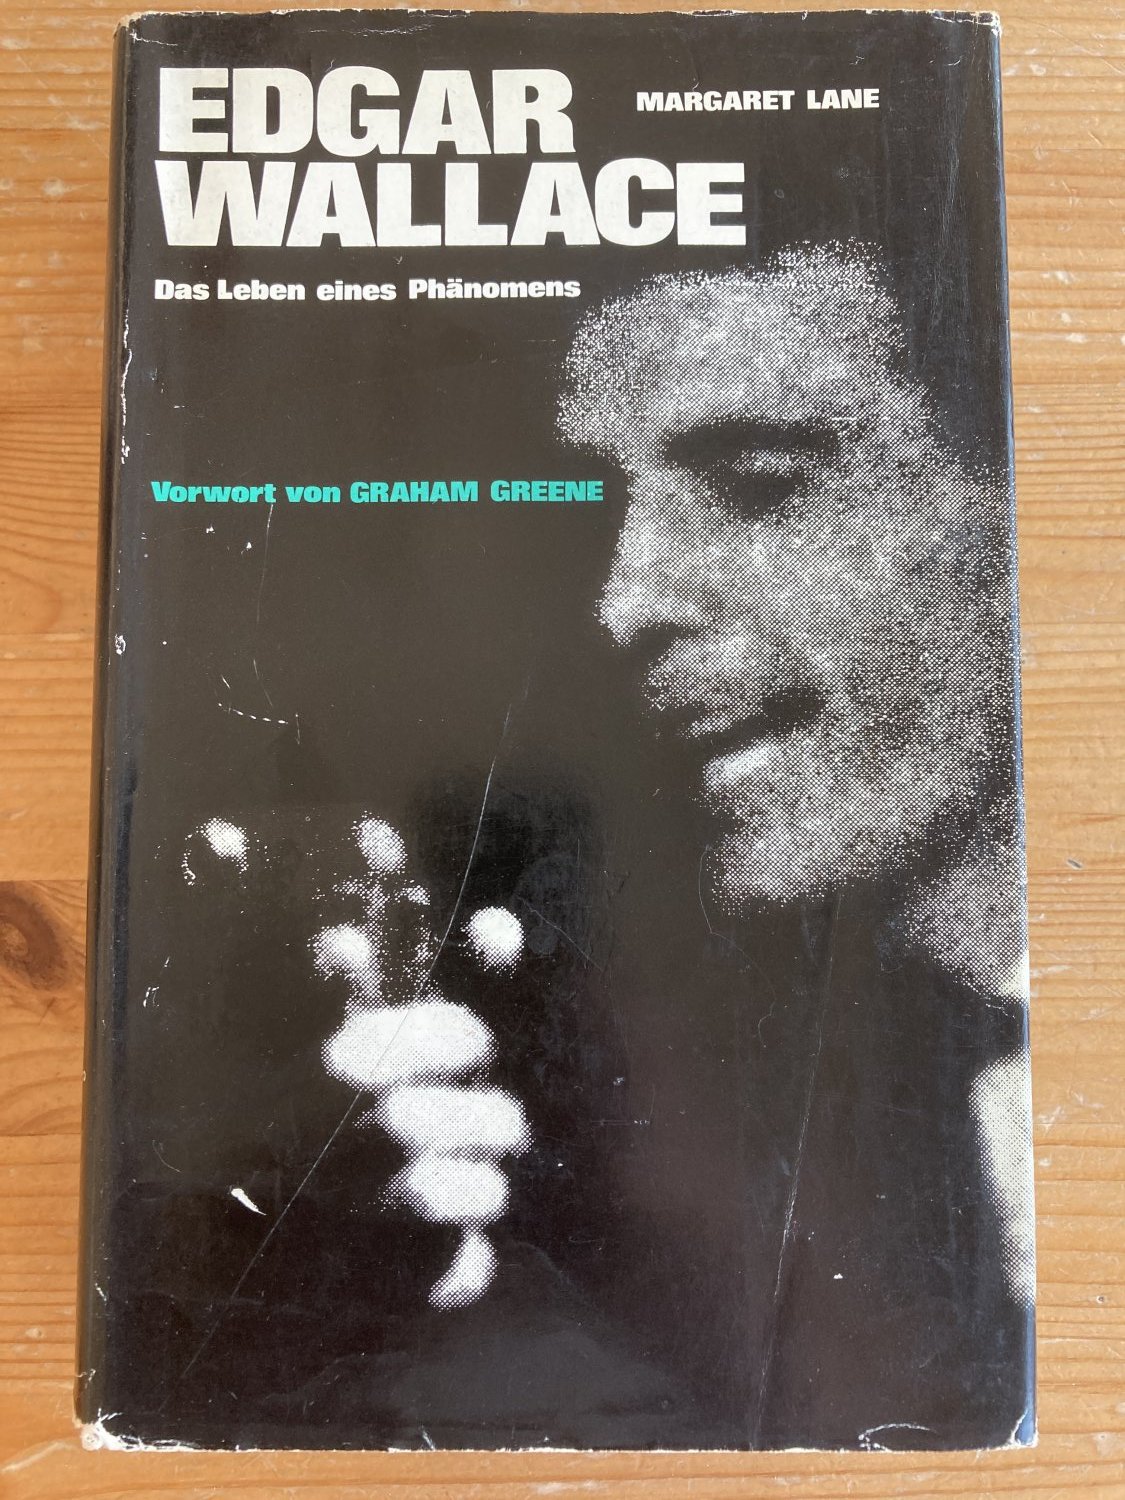 EDGAR
WALLACE
MARGARET LANE
Das Leben eines Phänomens
Vorwort von GRAHAM GREENE